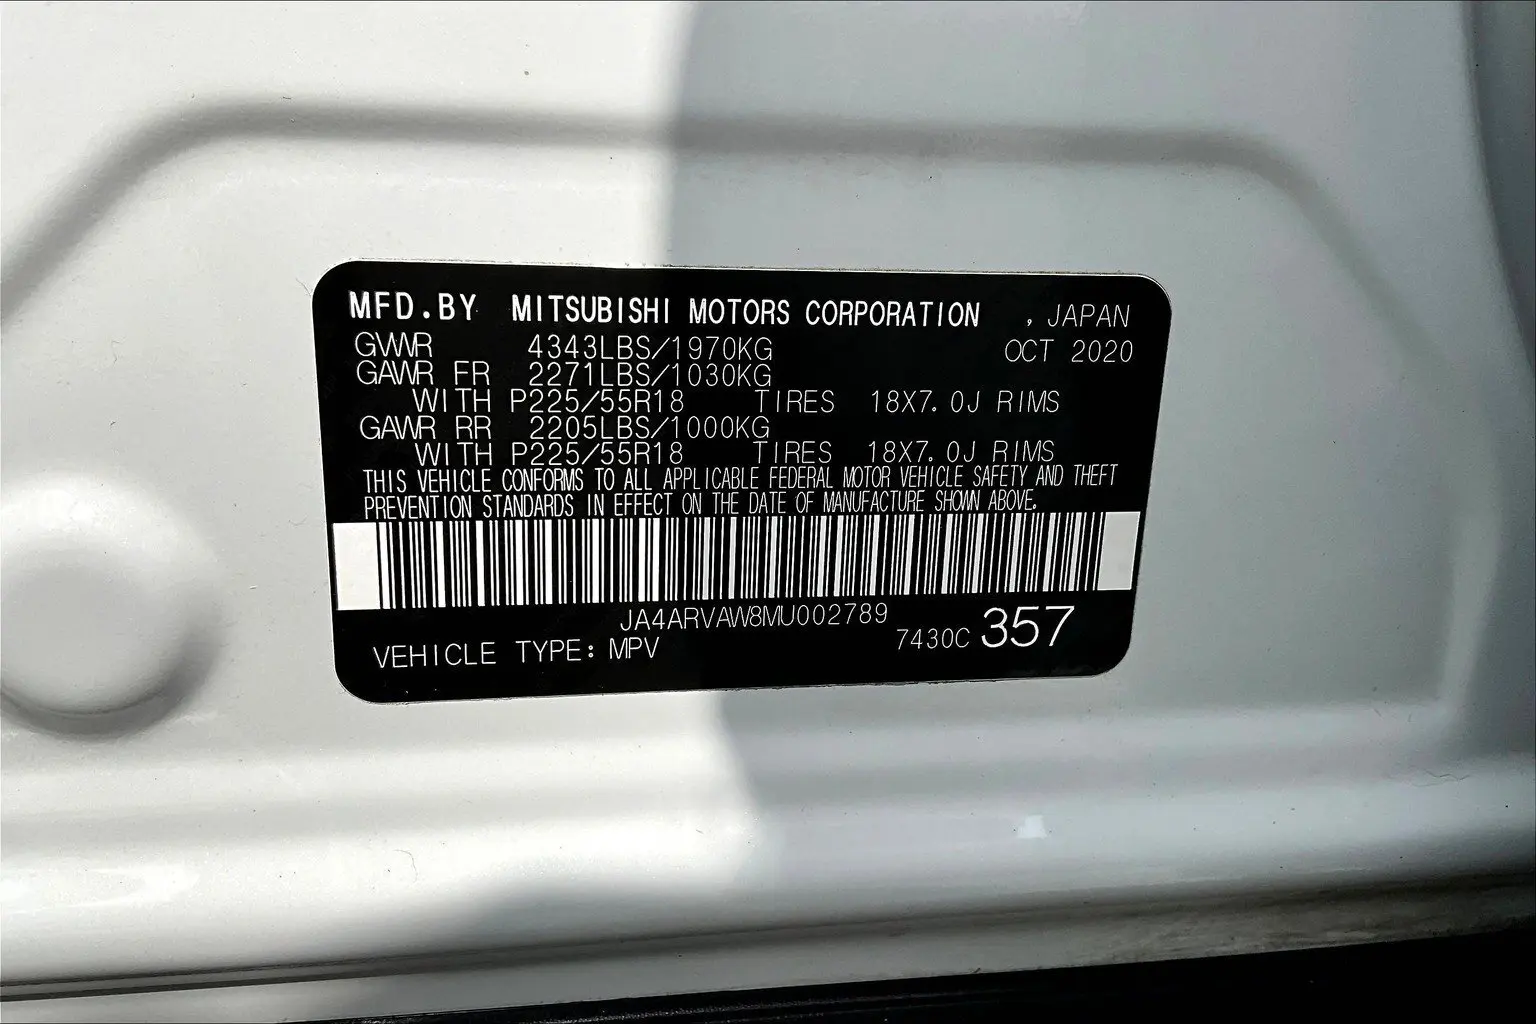 MFD.BY MITSUBISHI MOTORS CORPORATION , JAPAN
GVWR 4343LBS/1970KG OCT 2020
GAWR FR 2271LBS/1030KG
WITH P225/55R18 TIRES 18X7.0J RIMS
GAWR RR 2205LBS/1000KG
WITH P225/55R18 TIRES 18X7.0J RIMS
THIS VEHICLE CONFORMS TO ALL APPLICABLE FEDERAL MOTOR VEHICLE SAFETY AND THEFT
PREVENTION STANDARDS IN EFFECT ON THE DATE OF MANUFACTURE SHOWN ABOVE.
JA4ARVAW8MU002789
VEHICLE TYPE: MPV 7430C 357